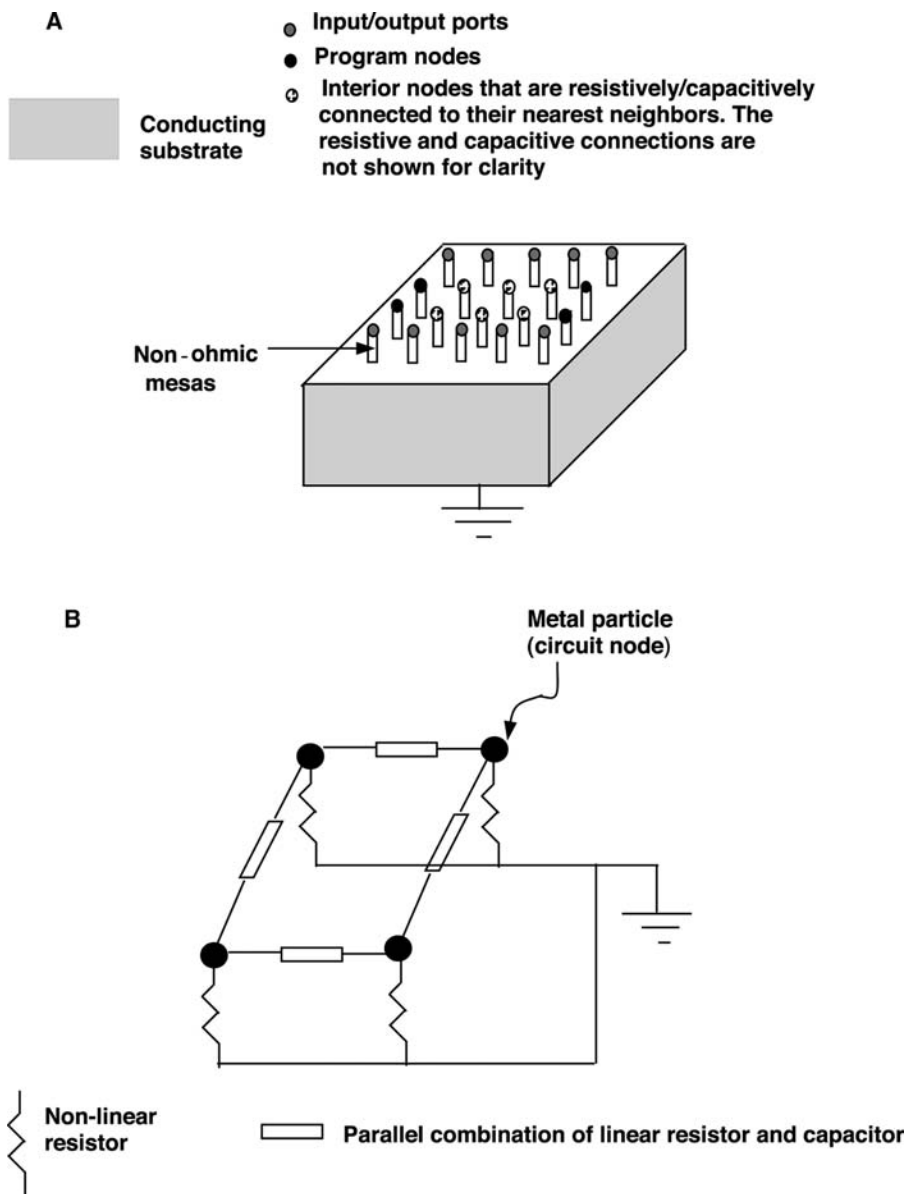 A
Input/output ports
Program nodes
Interior nodes that are resistively/capacitively
connected to their nearest neighbors. The
resistive and capacitive connections are
not shown for clarity
Conducting
substrate
Non-ohmic
mesas
B
Metal particle
(circuit node)
Non-linear
resistor
Parallel combination of linear resistor and capacitor